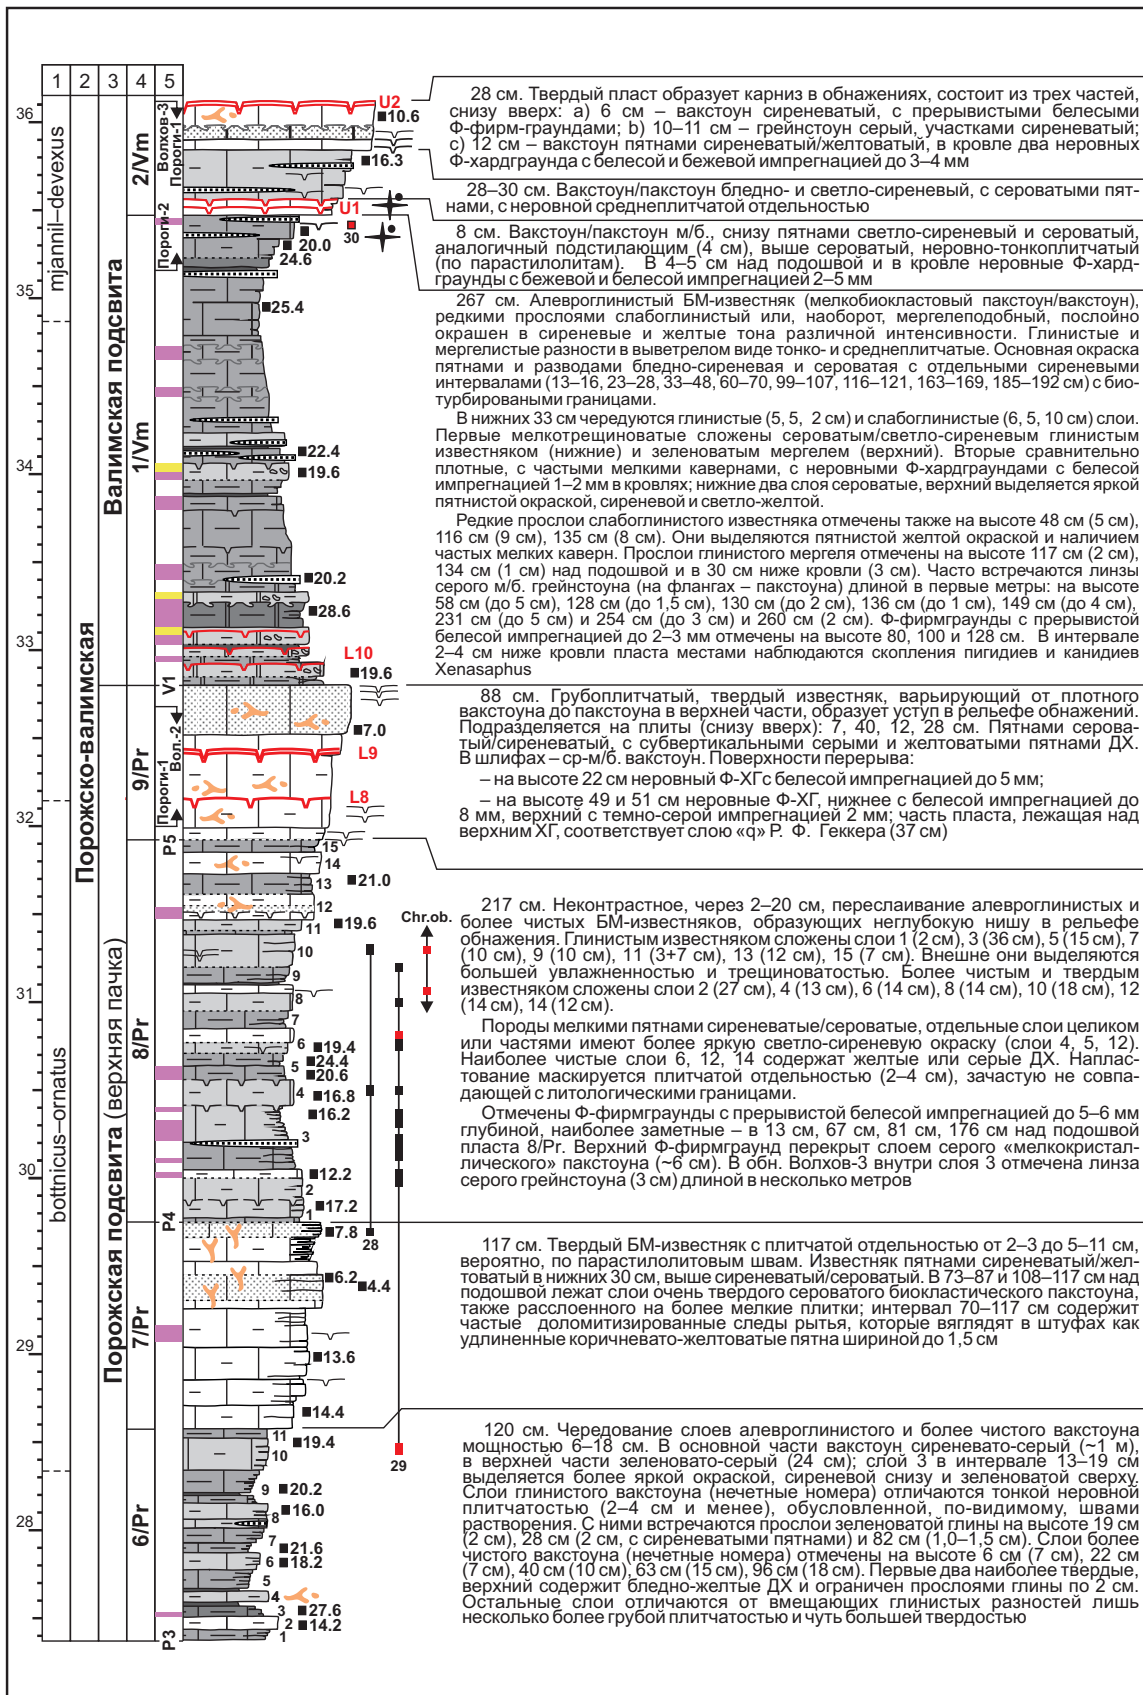 1 2 3 4 5
36
35
34
33
32
31
30
29
28
mjannil–devexus
bottnicus–ornatus
Порожско-валимская
Валимская подсвита
Порожская подсвита (верхняя пачка)
2/Vm
1/Vm
9/Pr
8/Pr
7/Pr
6/Pr
Волхов-3
Пороги-1
Пороги-2
V1
Вол.-2
Пороги-1
P5
P4
P3
U2
10.6
16.3
U1
30
20.0
24.6
25.4
22.4
19.6
20.2
28.6
L10
19.6
7.0
L9
L8
15
14
13
21.0
12
19.6
11
10
9
8
7
6
19.4
24.4
5
20.6
4
16.8
16.2
3
12.2
2
17.2
1
7.8
28
Chr.ob.
6.2
4.4
13.6
14.4
11
19.4
10
29
9
20.2
16.0
8
7
21.6
6
18.2
5
4
3
27.6
2
14.2
1
28 см. Твердый пласт образует карниз в обнажениях, состоит из трех частей,
снизу вверх: a) 6 см – вакстоун сиреневатый, с прерывистыми белесыми
Ф-фирм-граундами; b) 10–11 см – грейнстоун серый, участками сиреневатый;
c) 12 см – вакстоун пятнами сиреневатый/желтоватый, в кровле два неровных
Ф-хардграунда с белесой и бежевой импрегнацией до 3–4 мм
28–30 см. Вакстоун/пакстоун бледно- и светло-сиреневый, с сероватыми пят-
нами, с неровной среднеплитчатой отдельностью
8 см. Вакстоун/пакстоун м/б., снизу пятнами светло-сиреневый и сероватый,
аналогичный подстилающим (4 см), выше сероватый, неровно-тонкоплитчатый
(по парастилолитам). В 4–5 см над подошвой и в кровле неровные Ф-хард-
граунды с бежевой и белесой импрегнацией 2–5 мм
267 см. Алевроглинистый БМ-известняк (мелкобиокластовый пакстоун/вакстоун),
редкими прослоями слабоглинистый или, наоборот, мергелеподобный, послойно
окрашен в сиреневые и желтые тона различной интенсивности. Глинистые и
мергелистые разности в выветрелом виде тонко- и среднеплитчатые. Основная окраска
пятнами и разводами бледно-сиреневая и сероватая с отдельными сиреневыми
интервалами (13–16, 23–28, 33–48, 60–70, 99–107, 116–121, 163–169, 185–192 см) с био-
турбироваными границами.
В нижних 33 см чередуются глинистые (5, 5, 2 см) и слабоглинистые (6, 5, 10 см) слои.
Первые мелкотрещиноватые сложены сероватым/светло-сиреневым глинистым
известняком (нижние) и зеленоватым мергелем (верхний). Вторые сравнительно
плотные, с частыми мелкими кавернами, с неровными Ф-хардграундами с белесой
импрегнацией 1–2 мм в кровлях; нижние два слоя сероватые, верхний выделяется яркой
пятнистой окраской, сиреневой и светло-желтой.
Редкие прослои слабоглинистого известняка отмечены также на высоте 48 см (5 см),
116 см (9 см), 135 см (8 см). Они выделяются пятнистой желтой окраской и наличием
частых мелких каверн. Прослои глинистого мергеля отмечены на высоте 117 см (2 см),
134 см (1 см) над подошвой и в 30 см ниже кровли (3 см). Часто встречаются линзы
серого м/б. грейнстоуна (на флангах – пакстоуна) длиной в первые метры: на высоте
58 см (до 5 см), 128 см (до 1,5 см), 130 см (до 2 см), 136 см (до 1 см), 149 см (до 4 см),
231 см (до 5 см) и 254 см (до 3 см) и 260 см (2 см). Ф-фирмграунды с прерывистой
белесой импрегнацией до 2–3 мм отмечены на высоте 80, 100 и 128 см. В интервале
2–4 см ниже кровли пласта местами наблюдаются скопления пигидиев и канидиев
Xenasaphus
88 см. Грубоплитчатый, твердый известняк, варьирующий от плотного
вакстоуна до пакстоуна в верхней части, образует уступ в рельефе обнажений.
Подразделяется на плиты (снизу вверх): 7, 40, 12, 28 см. Пятнами серова-
тый/сиреневатый, с субвертикальными серыми и желтоватыми пятнами ДХ.
В шлифах – ср-м/б. вакстоун. Поверхности перерыва:
– на высоте 22 см неровный Ф-ХГс белесой импрегнацией до 5 мм;
– на высоте 49 и 51 см неровные Ф-ХГ, нижнее с белесой импрегнацией до
8 мм, верхний с темно-серой импрегнацией 2 мм; часть пласта, лежащая над
верхним ХГ, соответствует слою «q» Р. Ф. Геккера (37 см)
217 см. Неконтрастное, через 2–20 см, переслаивание алевроглинистых и
более чистых БМ-известняков, образующих неглубокую нишу в рельефе
обнажения. Глинистым известняком сложены слои 1 (2 см), 3 (36 см), 5 (15 см), 7
(10 см), 9 (10 см), 11 (3+7 см), 13 (12 см), 15 (7 см). Внешне они выделяются
большей увлажненностью и трещиноватостью. Более чистым и твердым
известняком сложены слои 2 (27 см), 4 (13 см), 6 (14 см), 8 (14 см), 10 (18 см), 12
(14 см), 14 (12 см).
Породы мелкими пятнами сиреневатые/сероватые, отдельные слои целиком
или частями имеют более яркую светло-сиреневую окраску (слои 4, 5, 12).
Наиболее чистые слои 6, 12, 14 содержат желтые или серые ДХ. Наплас-
тование маскируется плитчатой отдельностью (2–4 см), зачастую не совпа-
дающей с литологическими границами.
Отмечены Ф-фирмграунды с прерывистой белесой импрегнацией до 5–6 мм
глубиной, наиболее заметные – в 13 см, 67 см, 81 см, 176 см над подошвой
пласта 8/Pr. Верхний Ф-фирмграунд перекрыт слоем серого «мелкокристал-
лического» пакстоуна (~6 см). В обн. Волхов-3 внутри слоя 3 отмечена линза
серого грейнстоуна (3 см) длиной в несколько метров
117 см. Твердый БМ-известняк с плитчатой отдельностью от 2–3 до 5–11 см,
вероятно, по парастилолитовым швам. Известняк пятнами сиреневатый/жел-
товатый в нижних 30 см, выше сиреневатый/сероватый. В 73–87 и 108–117 см над
подошвой лежат слои очень твердого сероватого биокластического пакстоуна,
также расслоенного на более мелкие плитки; интервал 70–117 см содержит
частые доломитизированные следы рытья, которые вяглядят в штуфах как
удлиненные коричневато-желтоватые пятна шириной до 1,5 см
120 см. Чередование слоев алевроглинистого и более чистого вакстоуна
мощностью 6–18 см. В основной части вакстоун сиреневато-серый (~1 м),
в верхней части зеленовато-серый (24 см); слой 3 в интервале 13–19 см
выделяется более яркой окраской, сиреневой снизу и зеленоватой сверху.
Слои глинистого вакстоуна (нечетные номера) отличаются тонкой неровной
плитчатостью (2–4 см и менее), обусловленной, по-видимому, швами
растворения. С ними встречаются прослои зеленоватой глины на высоте 19 см
(2 см), 28 см (2 см, с сиреневатыми пятнами) и 82 см (1,0–1,5 см). Слои более
чистого вакстоуна (нечетные номера) отмечены на высоте 6 см (7 см), 22 см
(7 см), 40 см (10 см), 63 см (15 см), 96 см (18 см). Первые два наиболее твердые,
верхний содержит бледно-желтые ДХ и ограничен прослоями глины по 2 см.
Остальные слои отличаются от вмещающих глинистых разностей лишь
несколько более грубой плитчатостью и чуть большей твердостью